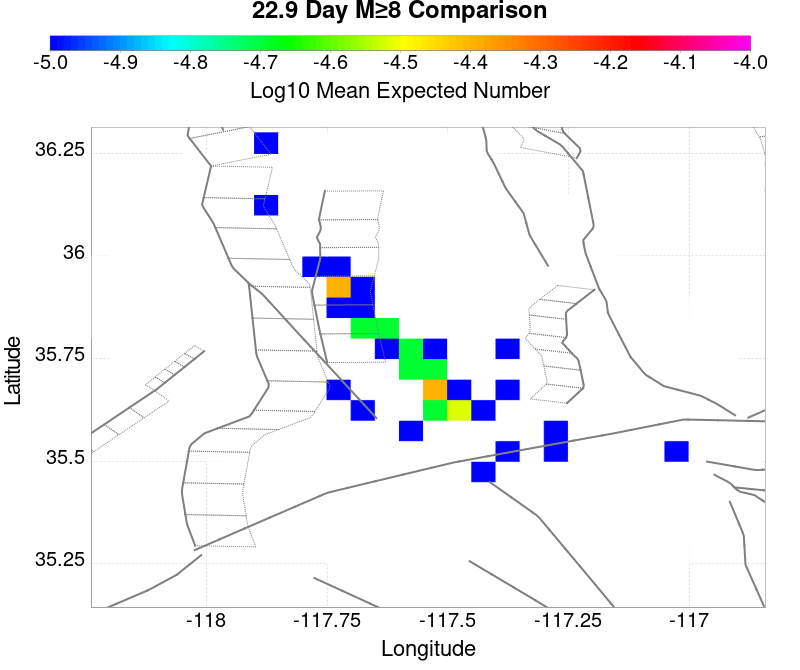 22.9 Day M≥8 Comparison
-5.0 -4.9 -4.8 -4.7 -4.6 -4.5 -4.4 -4.3 -4.2 -4.1 -4.0
Log10 Mean Expected Number
36.25
36
35.75
35.5
35.25
Latitude
-118 -117.75 -117.5 -117.25 -117
Longitude